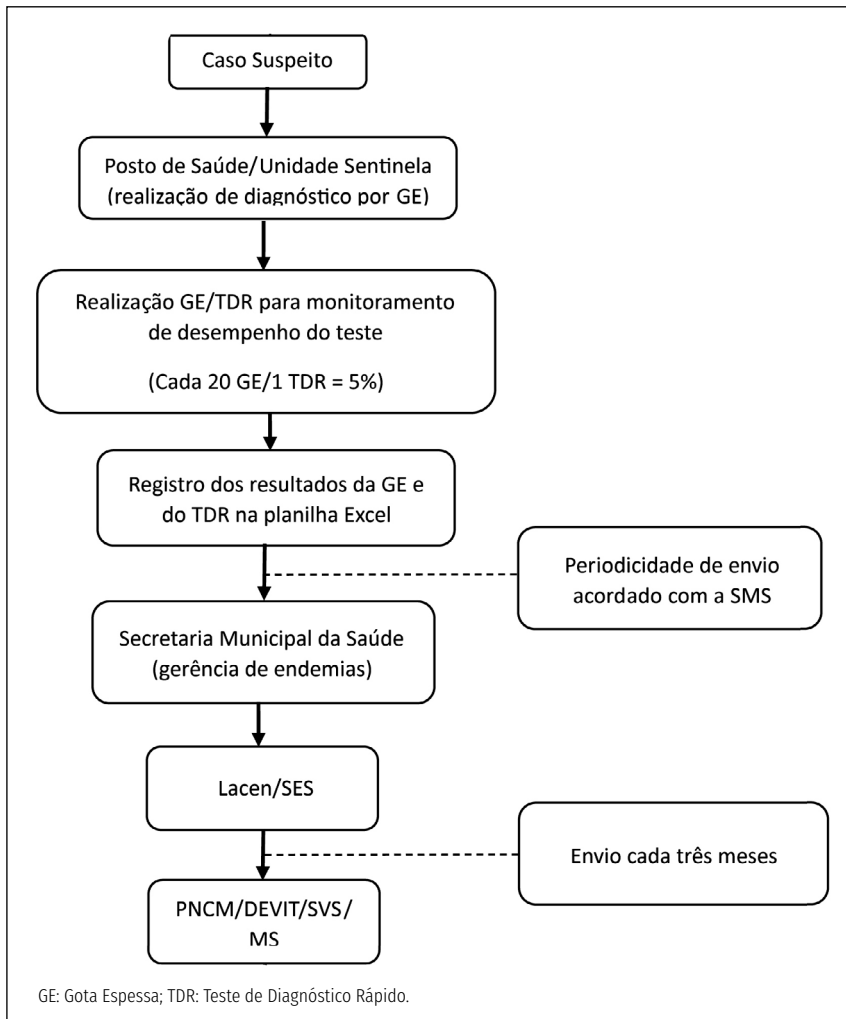 Caso Suspeito
Posto de Saúde/Unidade Sentinela
(realização de diagnóstico por GE)
Realização GE/TDR para monitoramento
de desempenho do teste
(Cada 20 GE/1 TDR = 5%)
Registro dos resultados da GE e
do TDR na planilha Excel
Periodicidade de envio
acordado com a SMS
Secretaria Municipal da Saúde
(gerência de endemias)
Lacen/SES
Envio cada três meses
PNCM/DEVIT/SVS/
MS
GE: Gota Espessa; TDR: Teste de Diagnóstico Rápido.